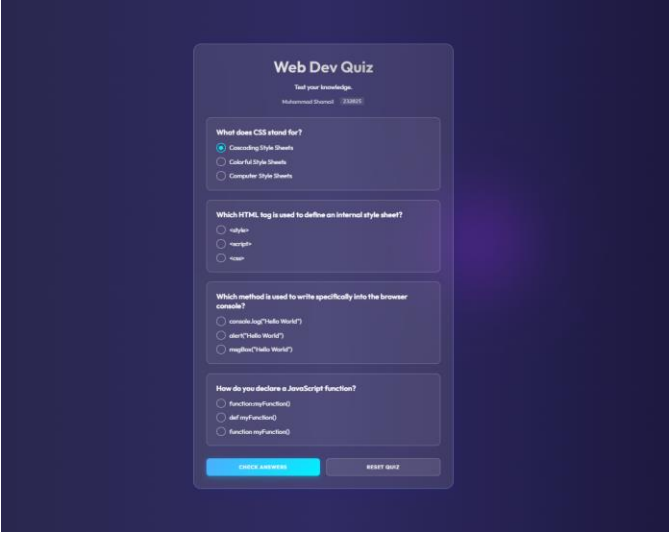 Web Dev Quiz
Test your knowledge.
Muhammad Shamail 233025
What does CSS stand for?
Cascading Style Sheets
Colorful Style Sheets
Computer Style Sheets
Which HTML tag is used to define an internal style sheet?
<style>
<script>
<css>
Which method is used to write specifically into the browser
console?
console.log("Hello World")
alert("Hello World")
msgBox("Hello World")
How do you declare a JavaScript function?
function:myFunction()
def myFunction()
function myFunction()
CHECK ANSWERS
RESET QUIZ